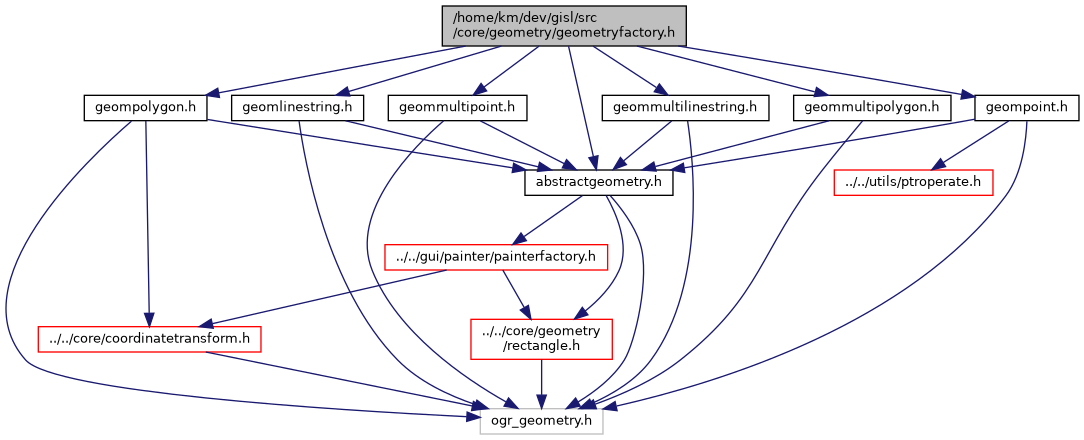 /home/km/dev/gisl/src
/core/geometry/geometryfactory.h
geompolygon.h
geomlinestring.h
geommultipoint.h
geommultilinestring.h
geommultipolygon.h
geompoint.h
abstractgeometry.h
../../utils/ptroperate.h
../../gui/painter/painterfactory.h
../../core/coordinatetransform.h
../../core/geometry
/rectangle.h
ogr_geometry.h